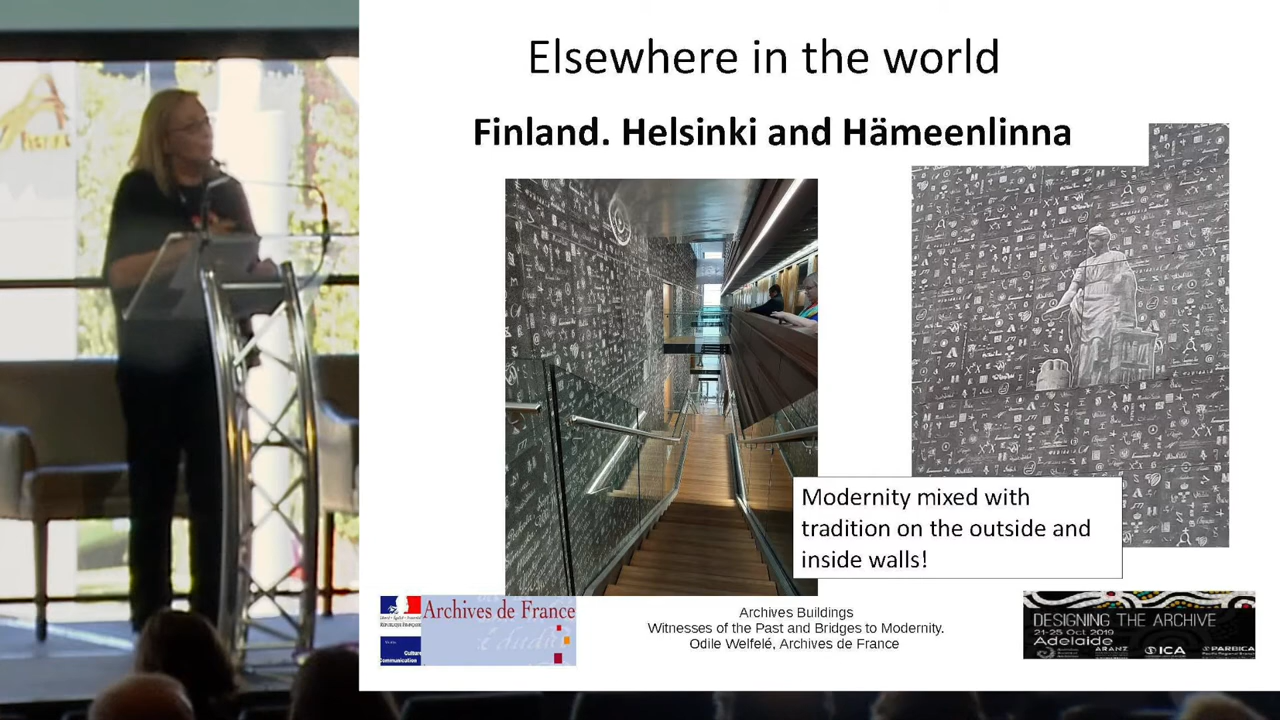 Elsewhere in the world
Finland. Helsinki and Hämeenlinna
Modernity mixed with
tradition on the outside and
inside walls!
Archives de France
Culture
Communication
Archives Buildings
Witnesses of the Past and Bridges to Modernity.
Odile Welfelé, Archives de France
DESIGNING THE ARCHIVE
21-25 Oct 2019
Adelaide
ARANZ
ICA
PARBICA